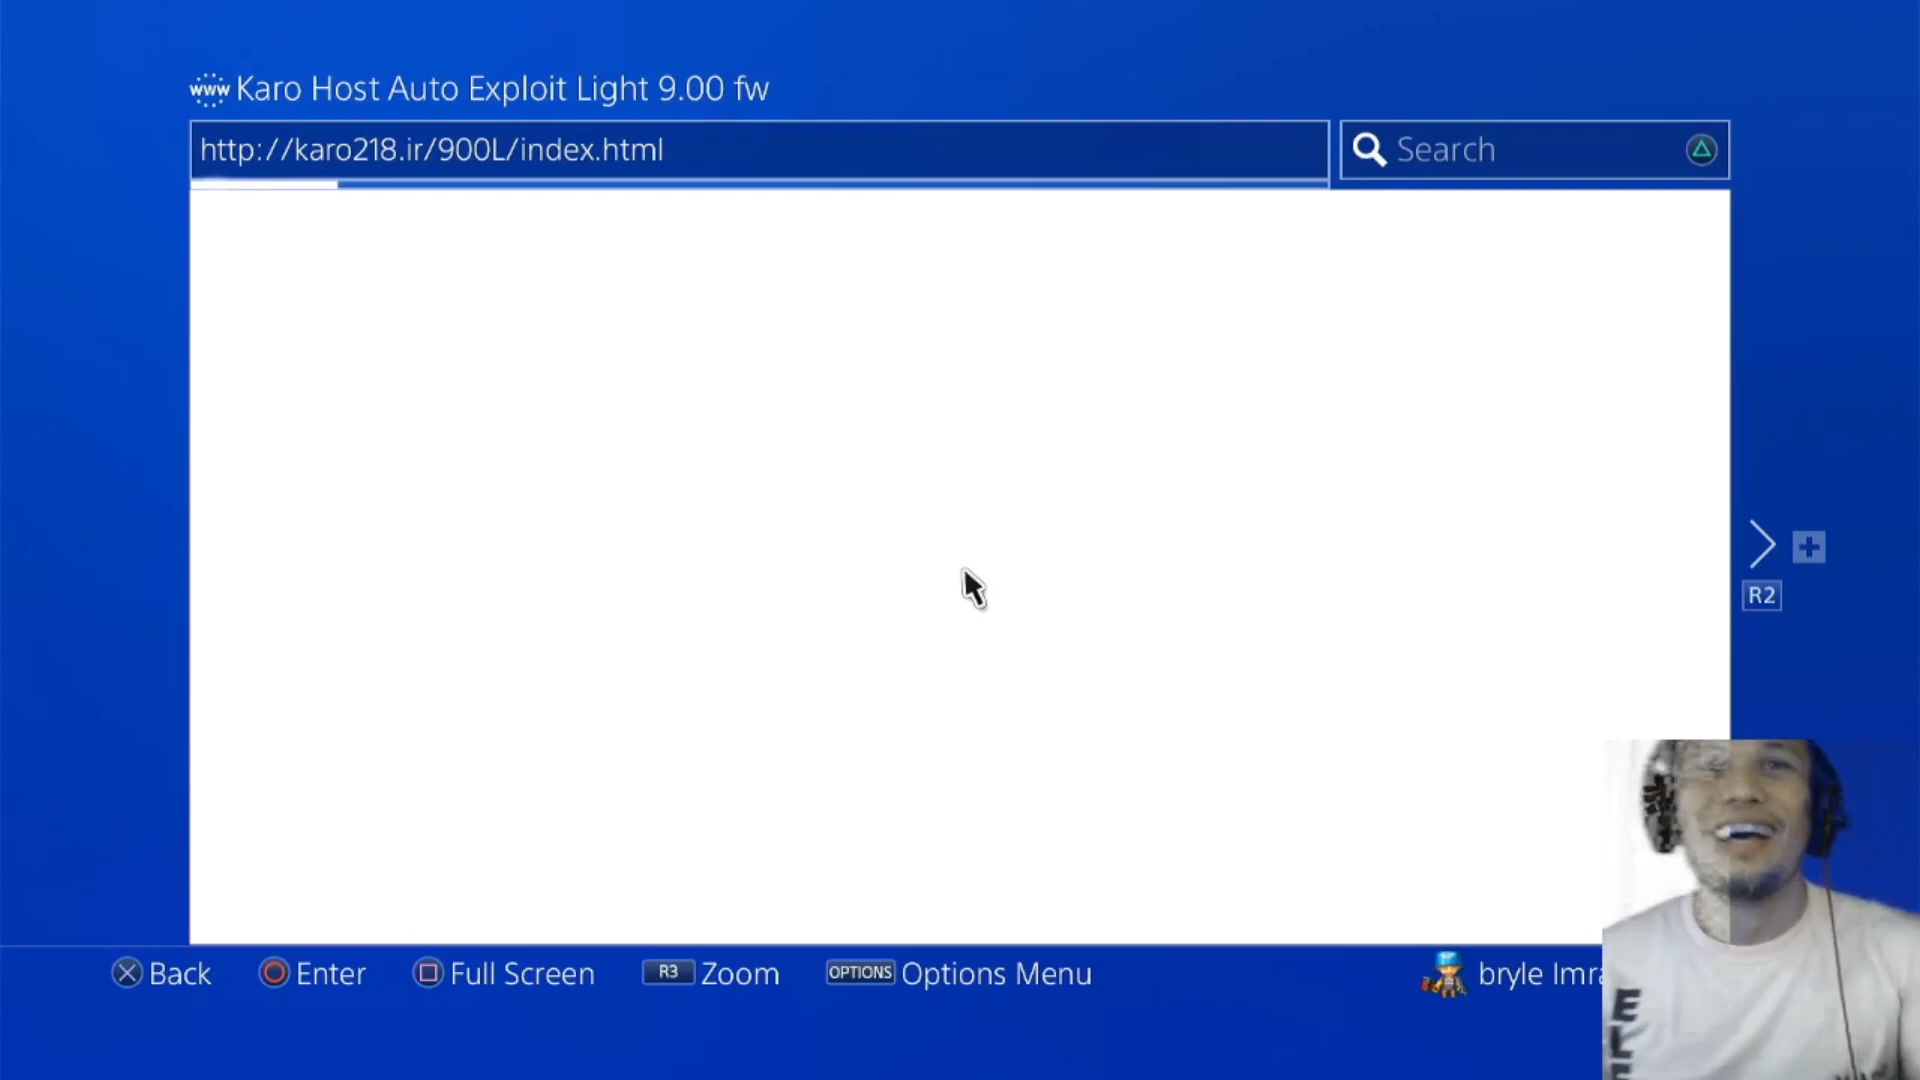 www Karo Host Auto Exploit Light 9.00 fw
http://karo218.ir/900L/index.html
Search
R2
Back Enter Full Screen R3 Zoom OPTIONS Options Menu bryle
E
L